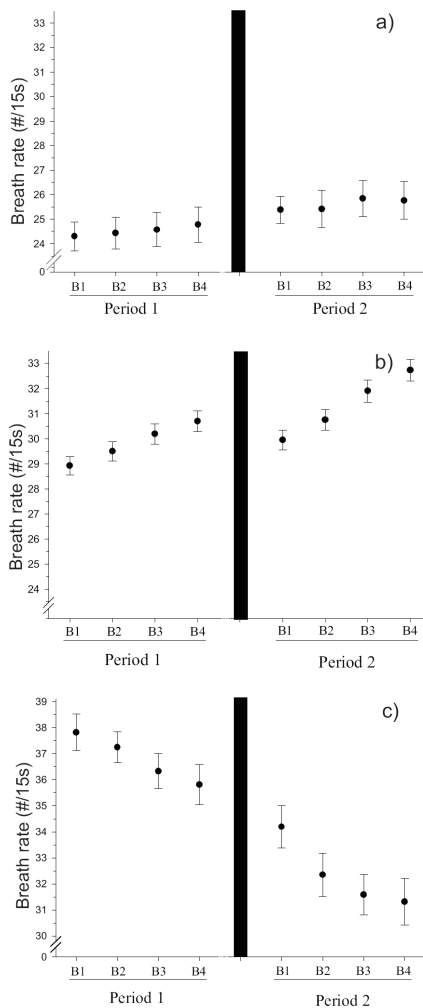 a)
Breath rate (#/15s)
33
32
31
30
29
28
27
26
25
24
0
B1 B2 B3 B4 B1 B2 B3 B4
Period 1 Period 2
b)
Breath rate (#/15s)
33
32
31
30
29
28
27
26
25
24
B1 B2 B3 B4 B1 B2 B3 B4
Period 1 Period 2
c)
Breath rate (#/15s)
39
38
37
36
35
34
33
32
31
30
0
B1 B2 B3 B4 B1 B2 B3 B4
Period 1 Period 2